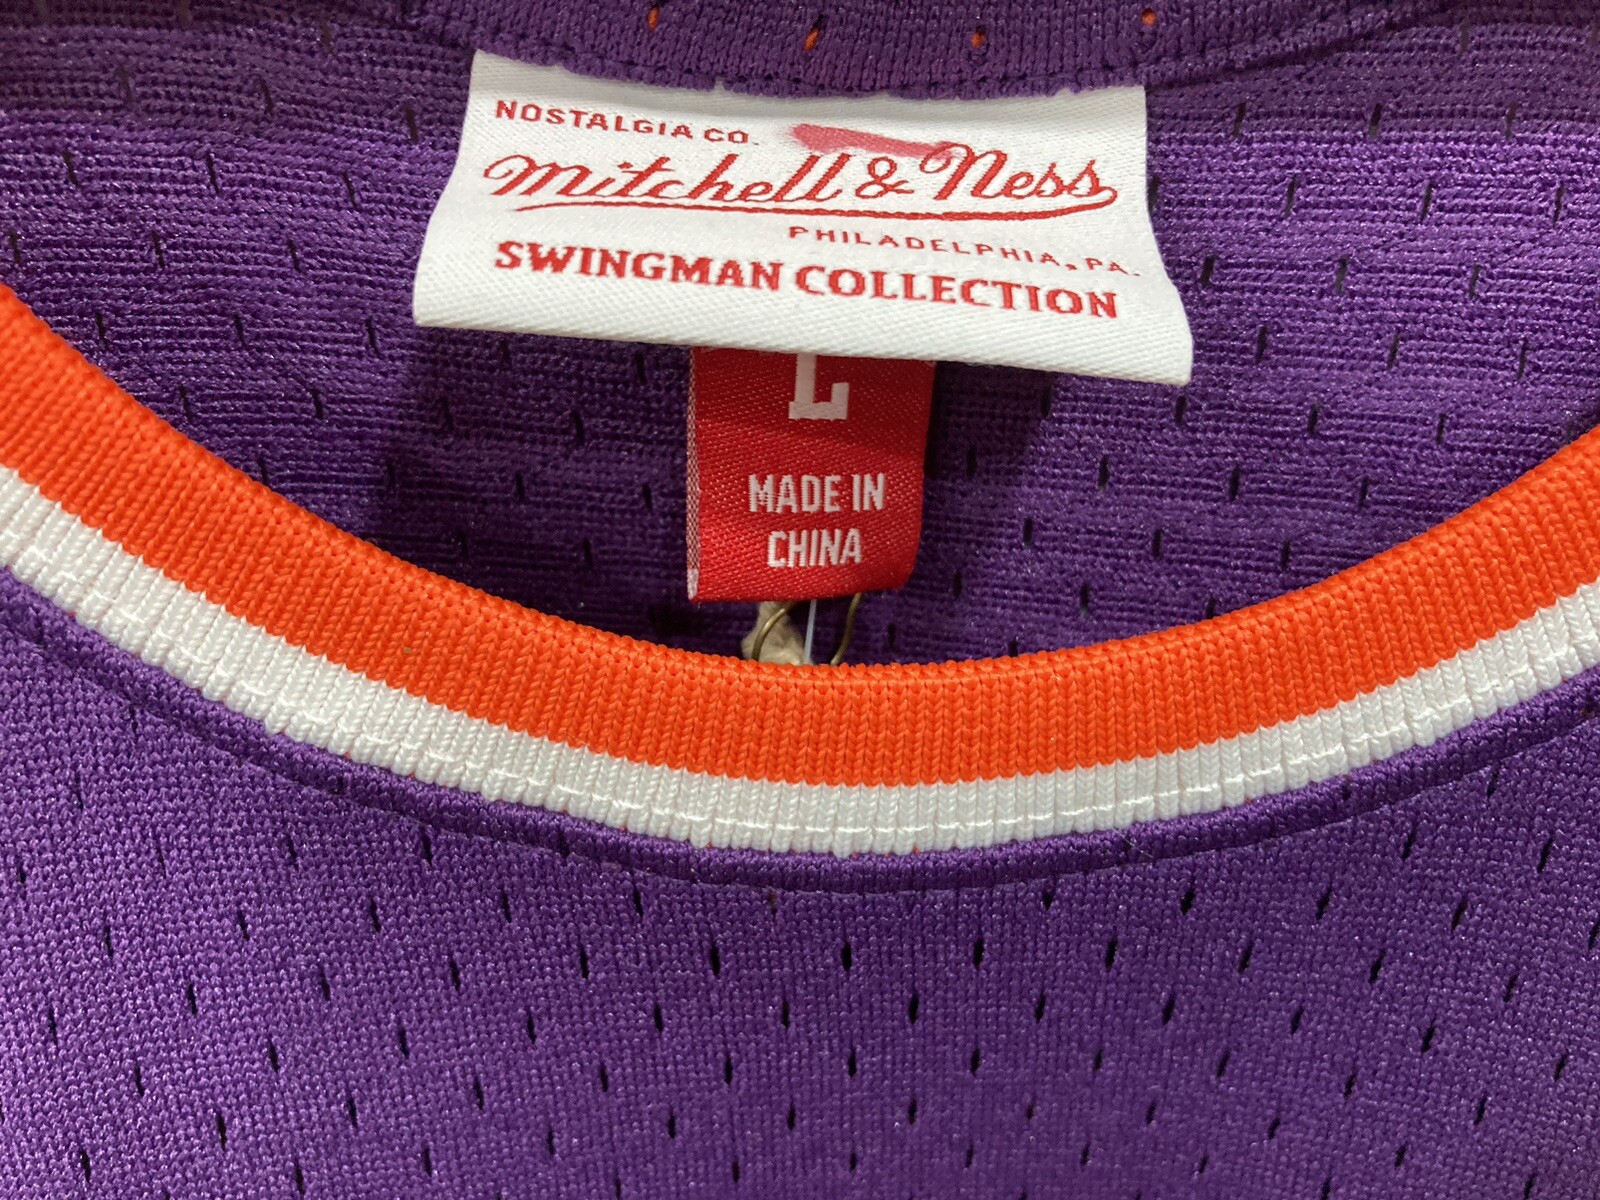 NOSTALGIA CO.
Mitchell & Ness
PHILADELPHIA, PA.
SWINGMAN COLLECTION
L
MADE IN
CHINA